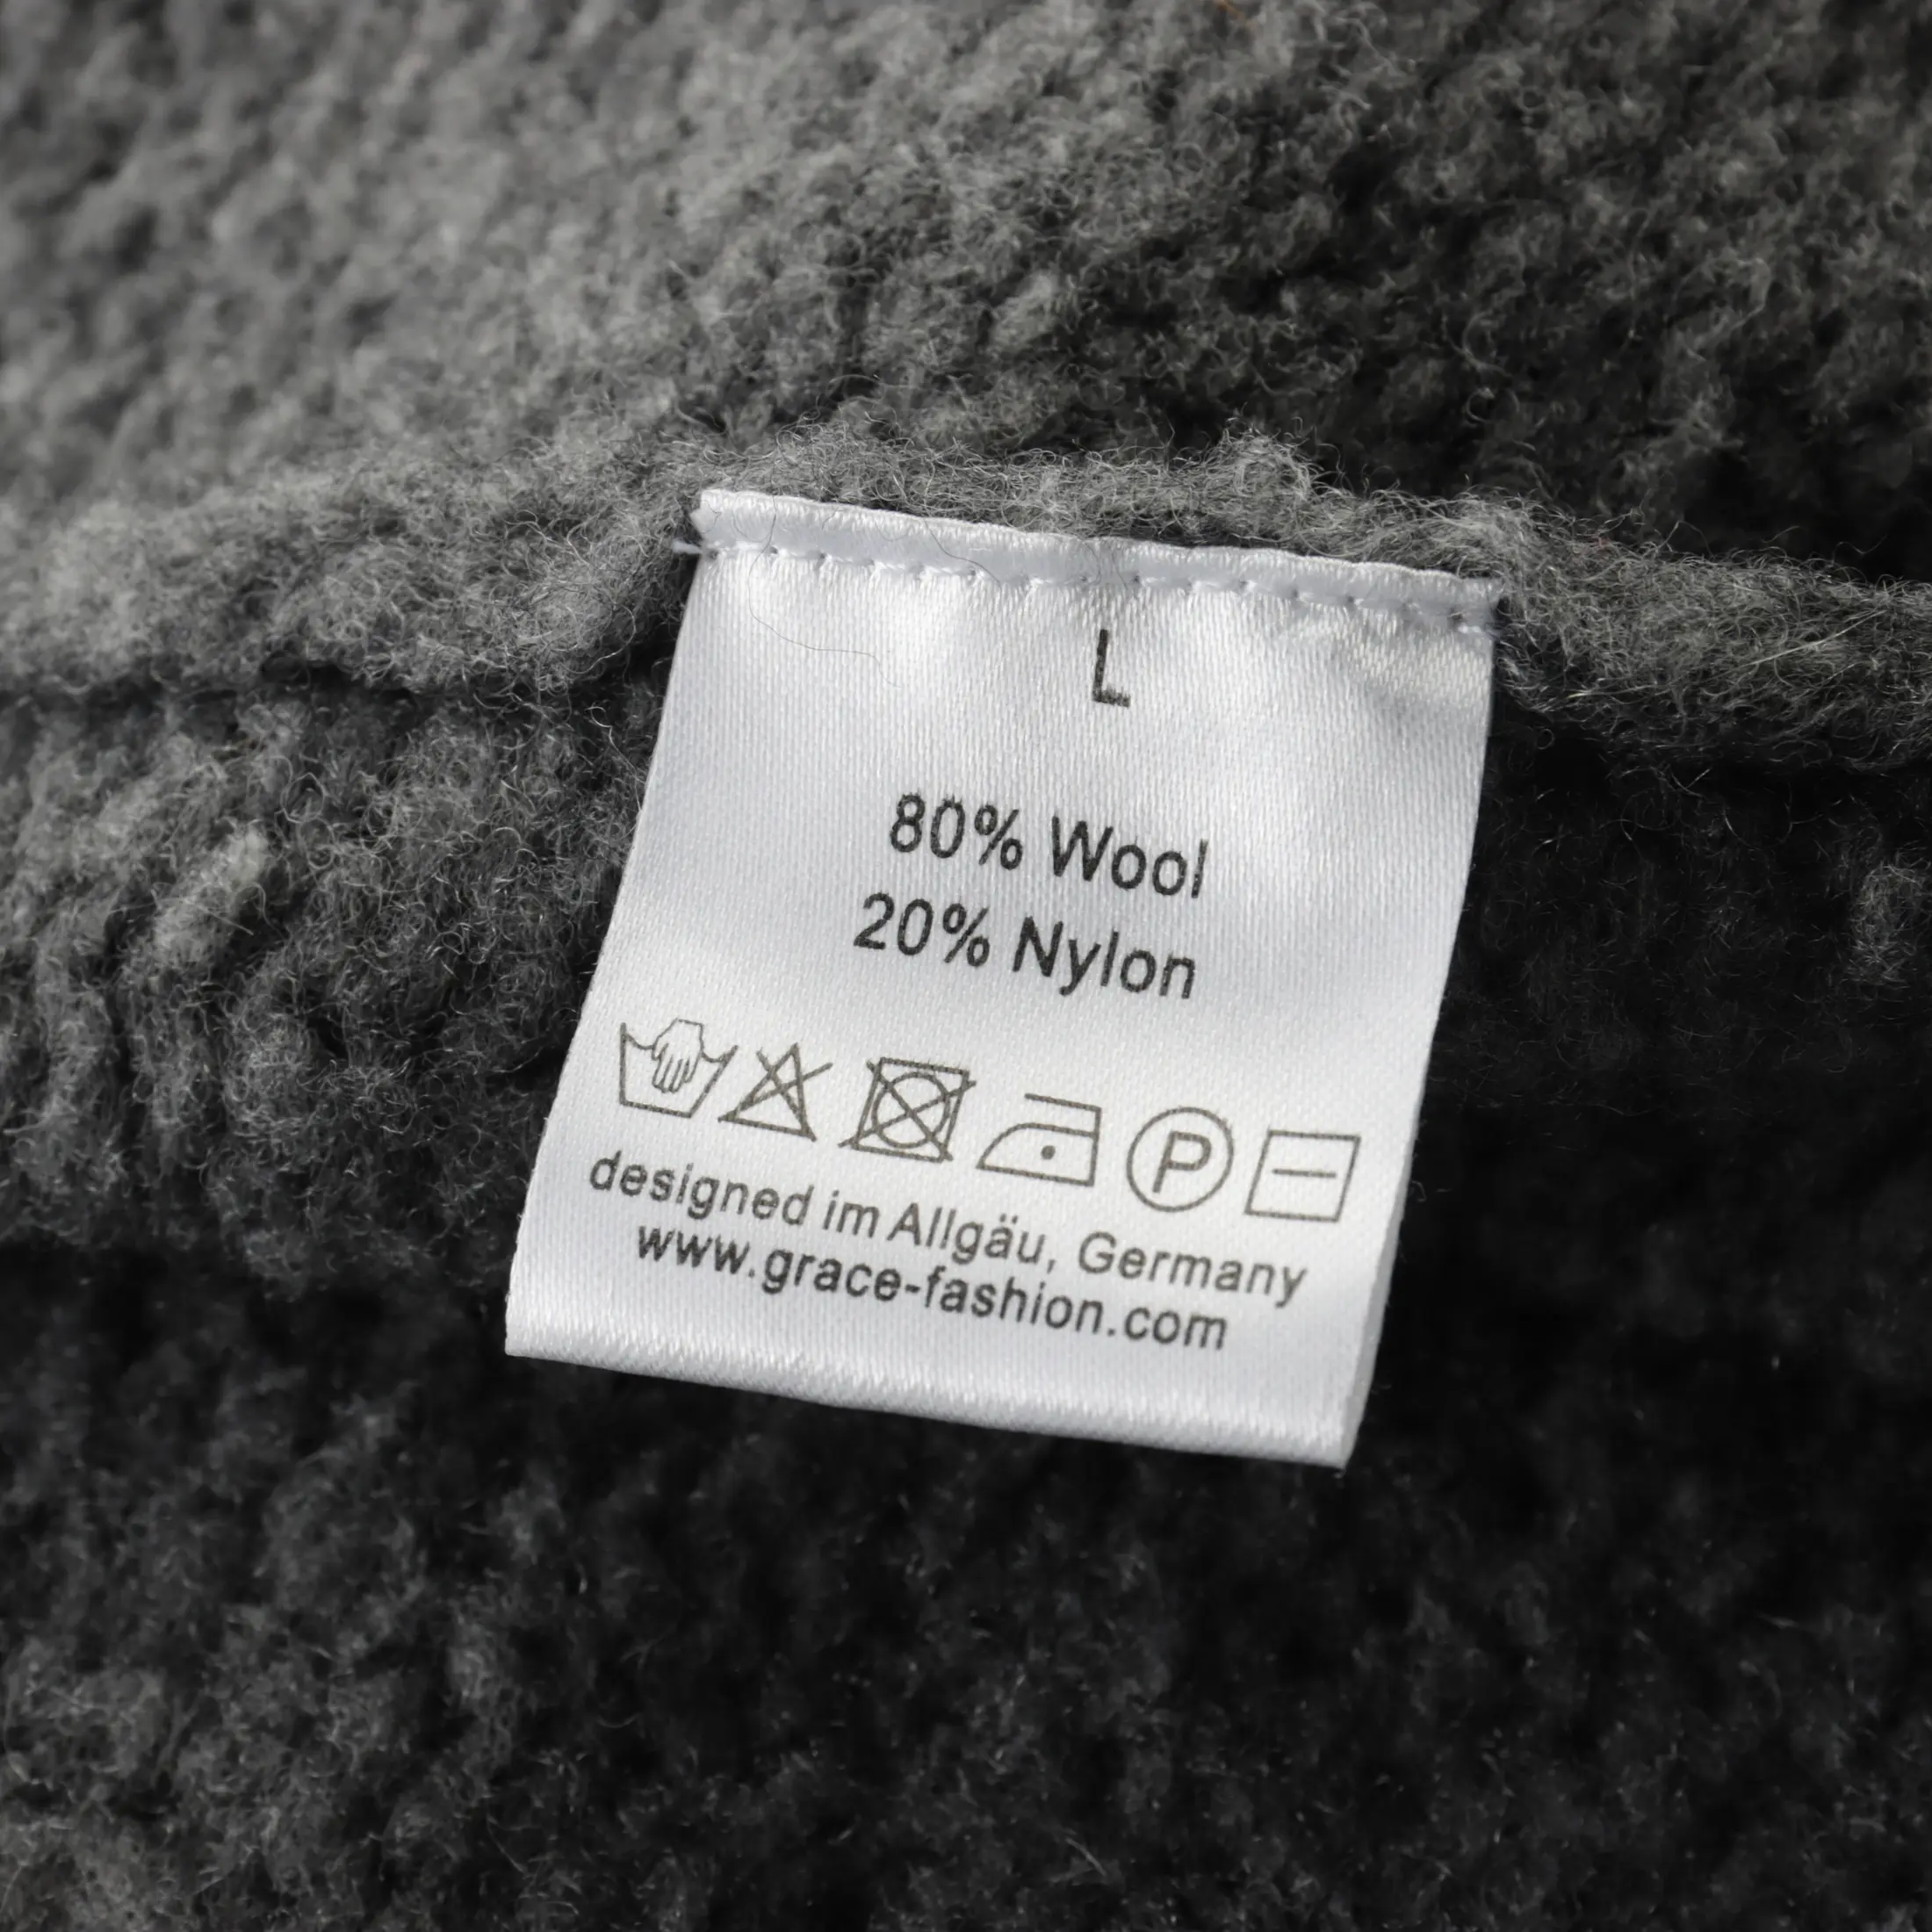 L
80% Wool
20% Nylon
P
designed im Allgäu, Germany
www.grace-fashion.com